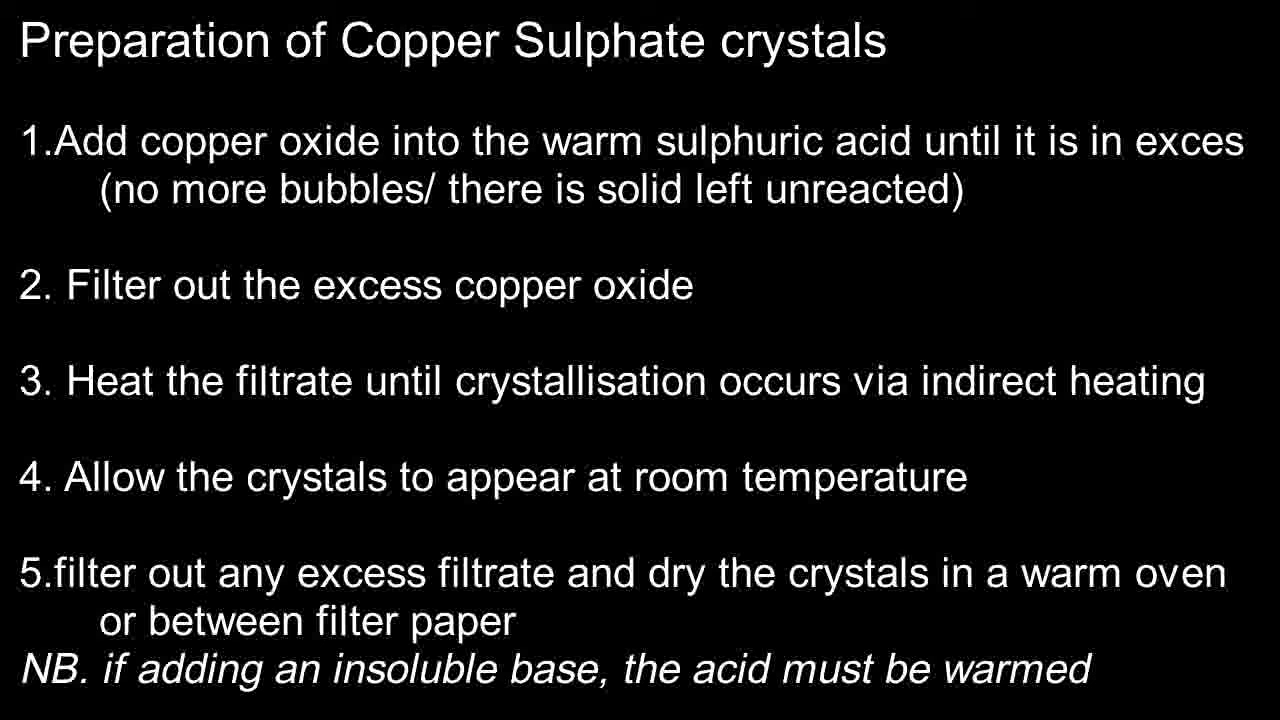 Preparation of Copper Sulphate crystals
1.Add copper oxide into the warm sulphuric acid until it is in exces
(no more bubbles/ there is solid left unreacted)
2. Filter out the excess copper oxide
3. Heat the filtrate until crystallisation occurs via indirect heating
4. Allow the crystals to appear at room temperature
5.filter out any excess filtrate and dry the crystals in a warm oven
or between filter paper
NB. if adding an insoluble base, the acid must be warmed